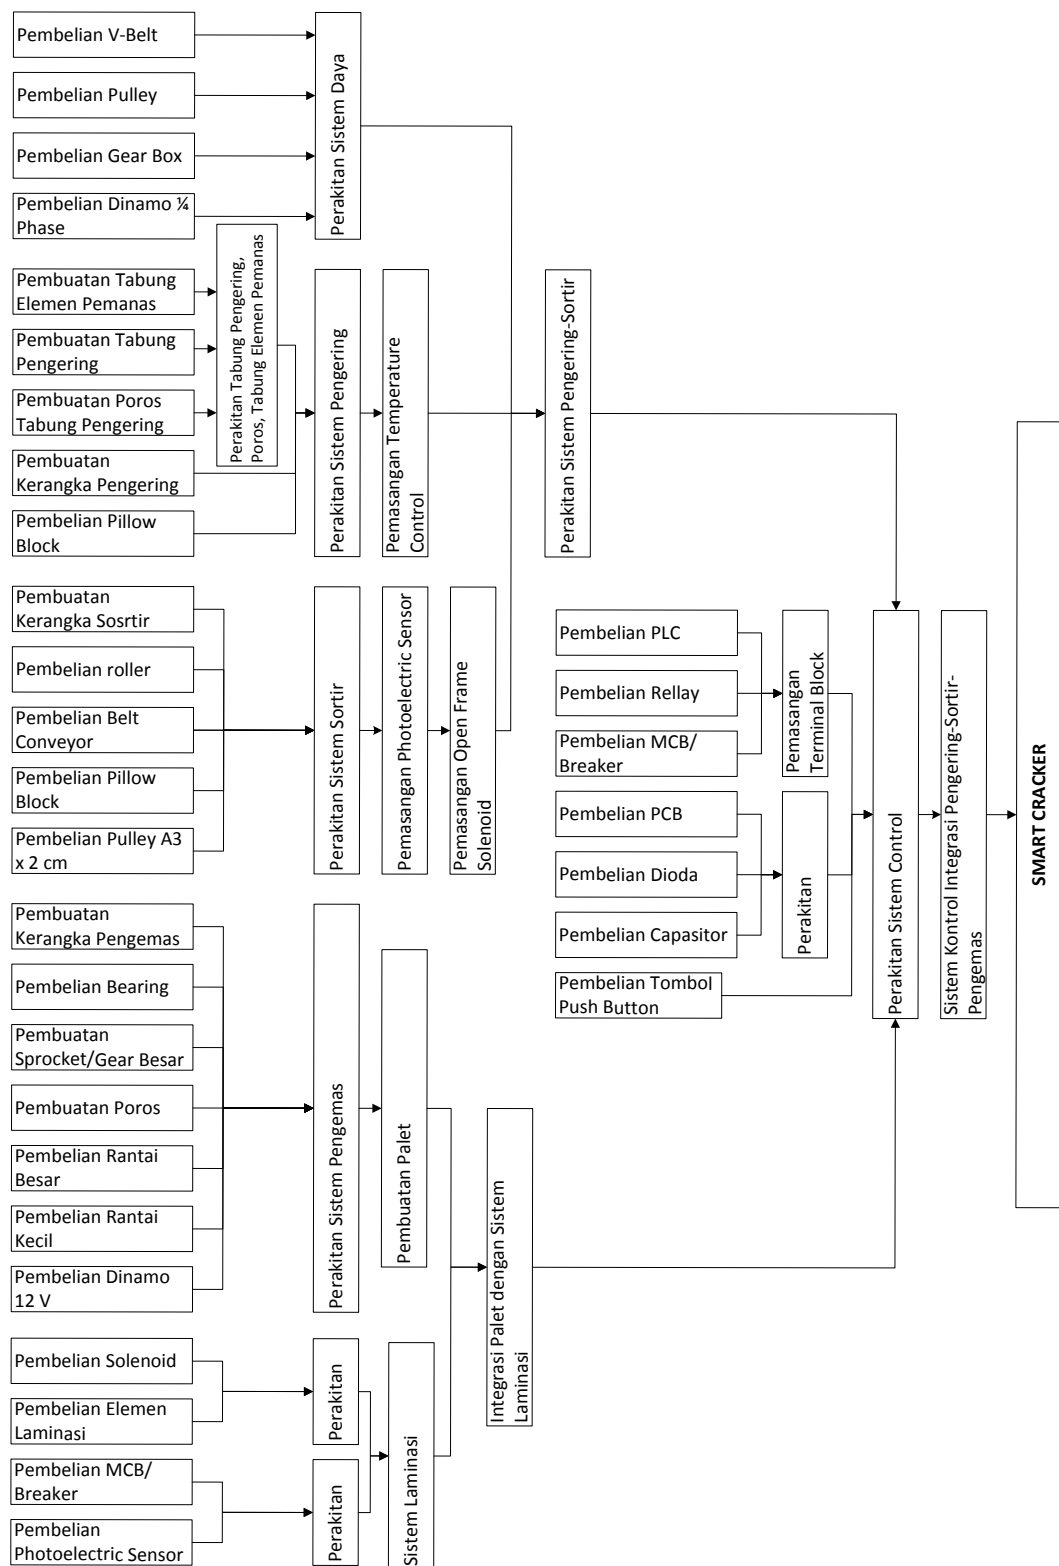 Pembelian V-Belt
Pembelian Pulley
Pembelian Gear Box
Pembelian Dinamo ¼
Phase
Perakitan Sistem Daya
Pembuatan Tabung
Elemen Pemanas
Pembuatan Tabung
Pengering
Pembuatan Poros
Tabung Pengering
Pembuatan
Kerangka Pengering
Pembelian Pillow
Block
Perakitan Tabung Pengering,
Poros, Tabung Elemen Pemanas
Perakitan Sistem Pengering
Pemasangan Temperature
Control
Perakitan Sistem Pengering-Sortir
Pembuatan
Kerangka Sosrtir
Pembelian roller
Pembelian Belt
Conveyor
Pembelian Pillow
Block
Pembelian Pulley A3
x 2 cm
Perakitan Sistem Sortir
Pemasangan Photoelectric Sensor
Pemasangan Open Frame
Solenoid
Pembelian PLC
Pembelian Rellay
Pembelian MCB/
Breaker
Pemasangan
Terminal Block
Pembelian PCB
Pembelian Dioda
Pembelian Capasitor
Perakitan
Pembelian Tombol
Push Button
Perakitan Sistem Control
Sistem Kontrol Integrasi Pengering-Sortir-
Pengemas
SMART CRACKER
Pembuatan
Kerangka Pengemas
Pembelian Bearing
Pembuatan
Sprocket/Gear Besar
Pembuatan Poros
Pembelian Rantai
Besar
Pembelian Rantai
Kecil
Pembelian Dinamo
12 V
Perakitan Sistem Pengemas
Pembuatan Palet
Integrasi Palet dengan Sistem
Laminasi
Pembelian Solenoid
Pembelian Elemen
Laminasi
Perakitan
Pembelian MCB/
Breaker
Pembelian
Photoelectric Sensor
Perakitan
Sistem Laminasi